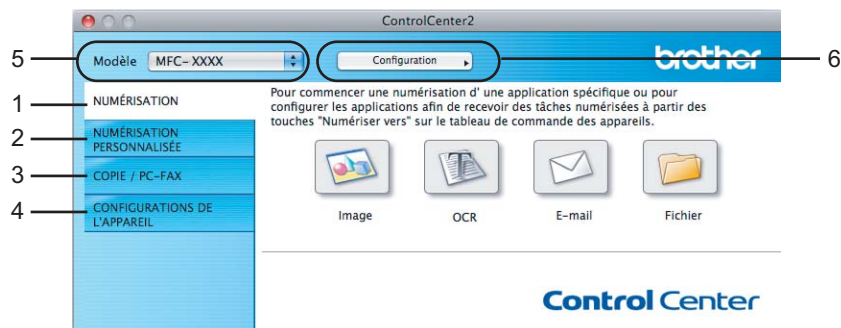 ControlCenter2
5
Modèle MFC- XXXX
Configuration
brother
6
1
NUMÉRISATION
2
NUMÉRISATION
PERSONNALISÉE
3
COPIE / PC-FAX
4
CONFIGURATIONS DE
L'APPAREIL
Pour commencer une numérisation d' une application spécifique ou pour
configurer les applications afin de recevoir des tâches numérisées à partir des
touches "Numériser vers" sur le tableau de commande des appareils.
Image
OCR
E-mail
Fichier
Control Center